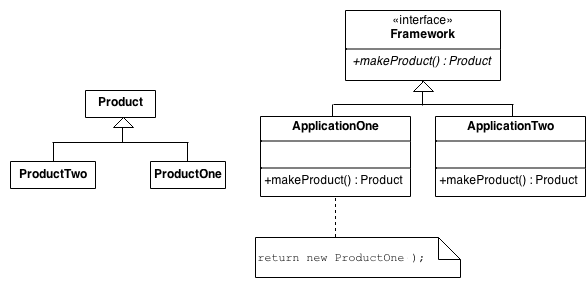 «interface»
Framework
+makeProduct() : Product
Product
ProductTwo
ProductOne
ApplicationOne
+makeProduct() : Product
ApplicationTwo
+makeProduct() : Product
return new ProductOne );